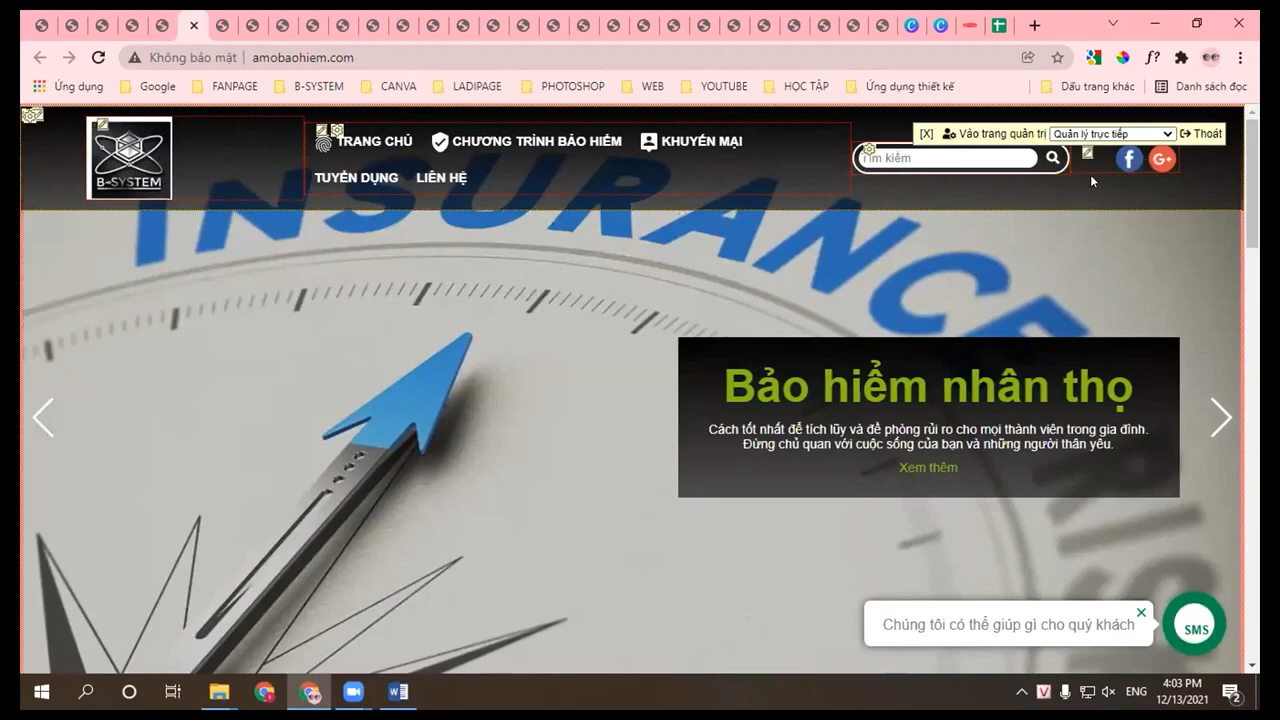 Không bảo mật
amobaohiem.com
Ứng dụng
Google
FANPAGE
B-SYSTEM
CANVA
LADIPAGE
PHOTOSHOP
WEB
YOUTUBE
HỌC TẬP
Ứng dụng thiết kế
Dấu trang khác
Danh sách đọc
f?
[X] Vào trang quản trị Quản lý trực tiếp Thoát
B-SYSTEM
TRANG CHỦ
CHƯƠNG TRÌNH BẢO HIỂM
KHUYẾN MẠI
TUYỂN DỤNG
LIÊN HỆ
Tìm kiếm
f
G+
INSURANCE
RIS
Bảo hiểm nhân thọ
Cách tốt nhất để tích lũy và đề phòng rủi ro cho mọi thành viên trong gia đình.
Đừng chủ quan với cuộc sống của bạn và những người thân yêu.
Xem thêm
Chúng tôi có thể giúp gì cho quý khách
SMS
ENG
4:03 PM
12/13/2021
2